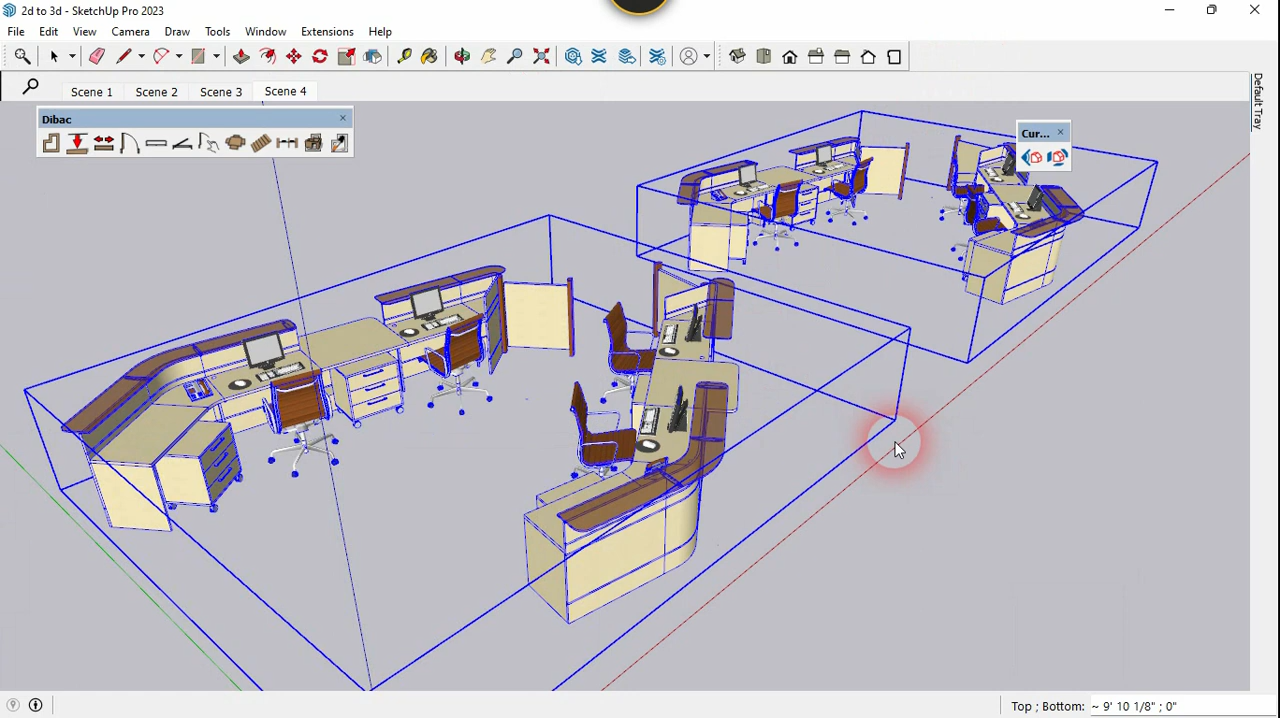 2d to 3d - SketchUp Pro 2023
File Edit View Camera Draw Tools Window Extensions Help
Scene 1 Scene 2 Scene 3 Scene 4
Default Tray
Dibac
Cur...
Top ; Bottom: ~ 9' 10 1/8" ; 0"